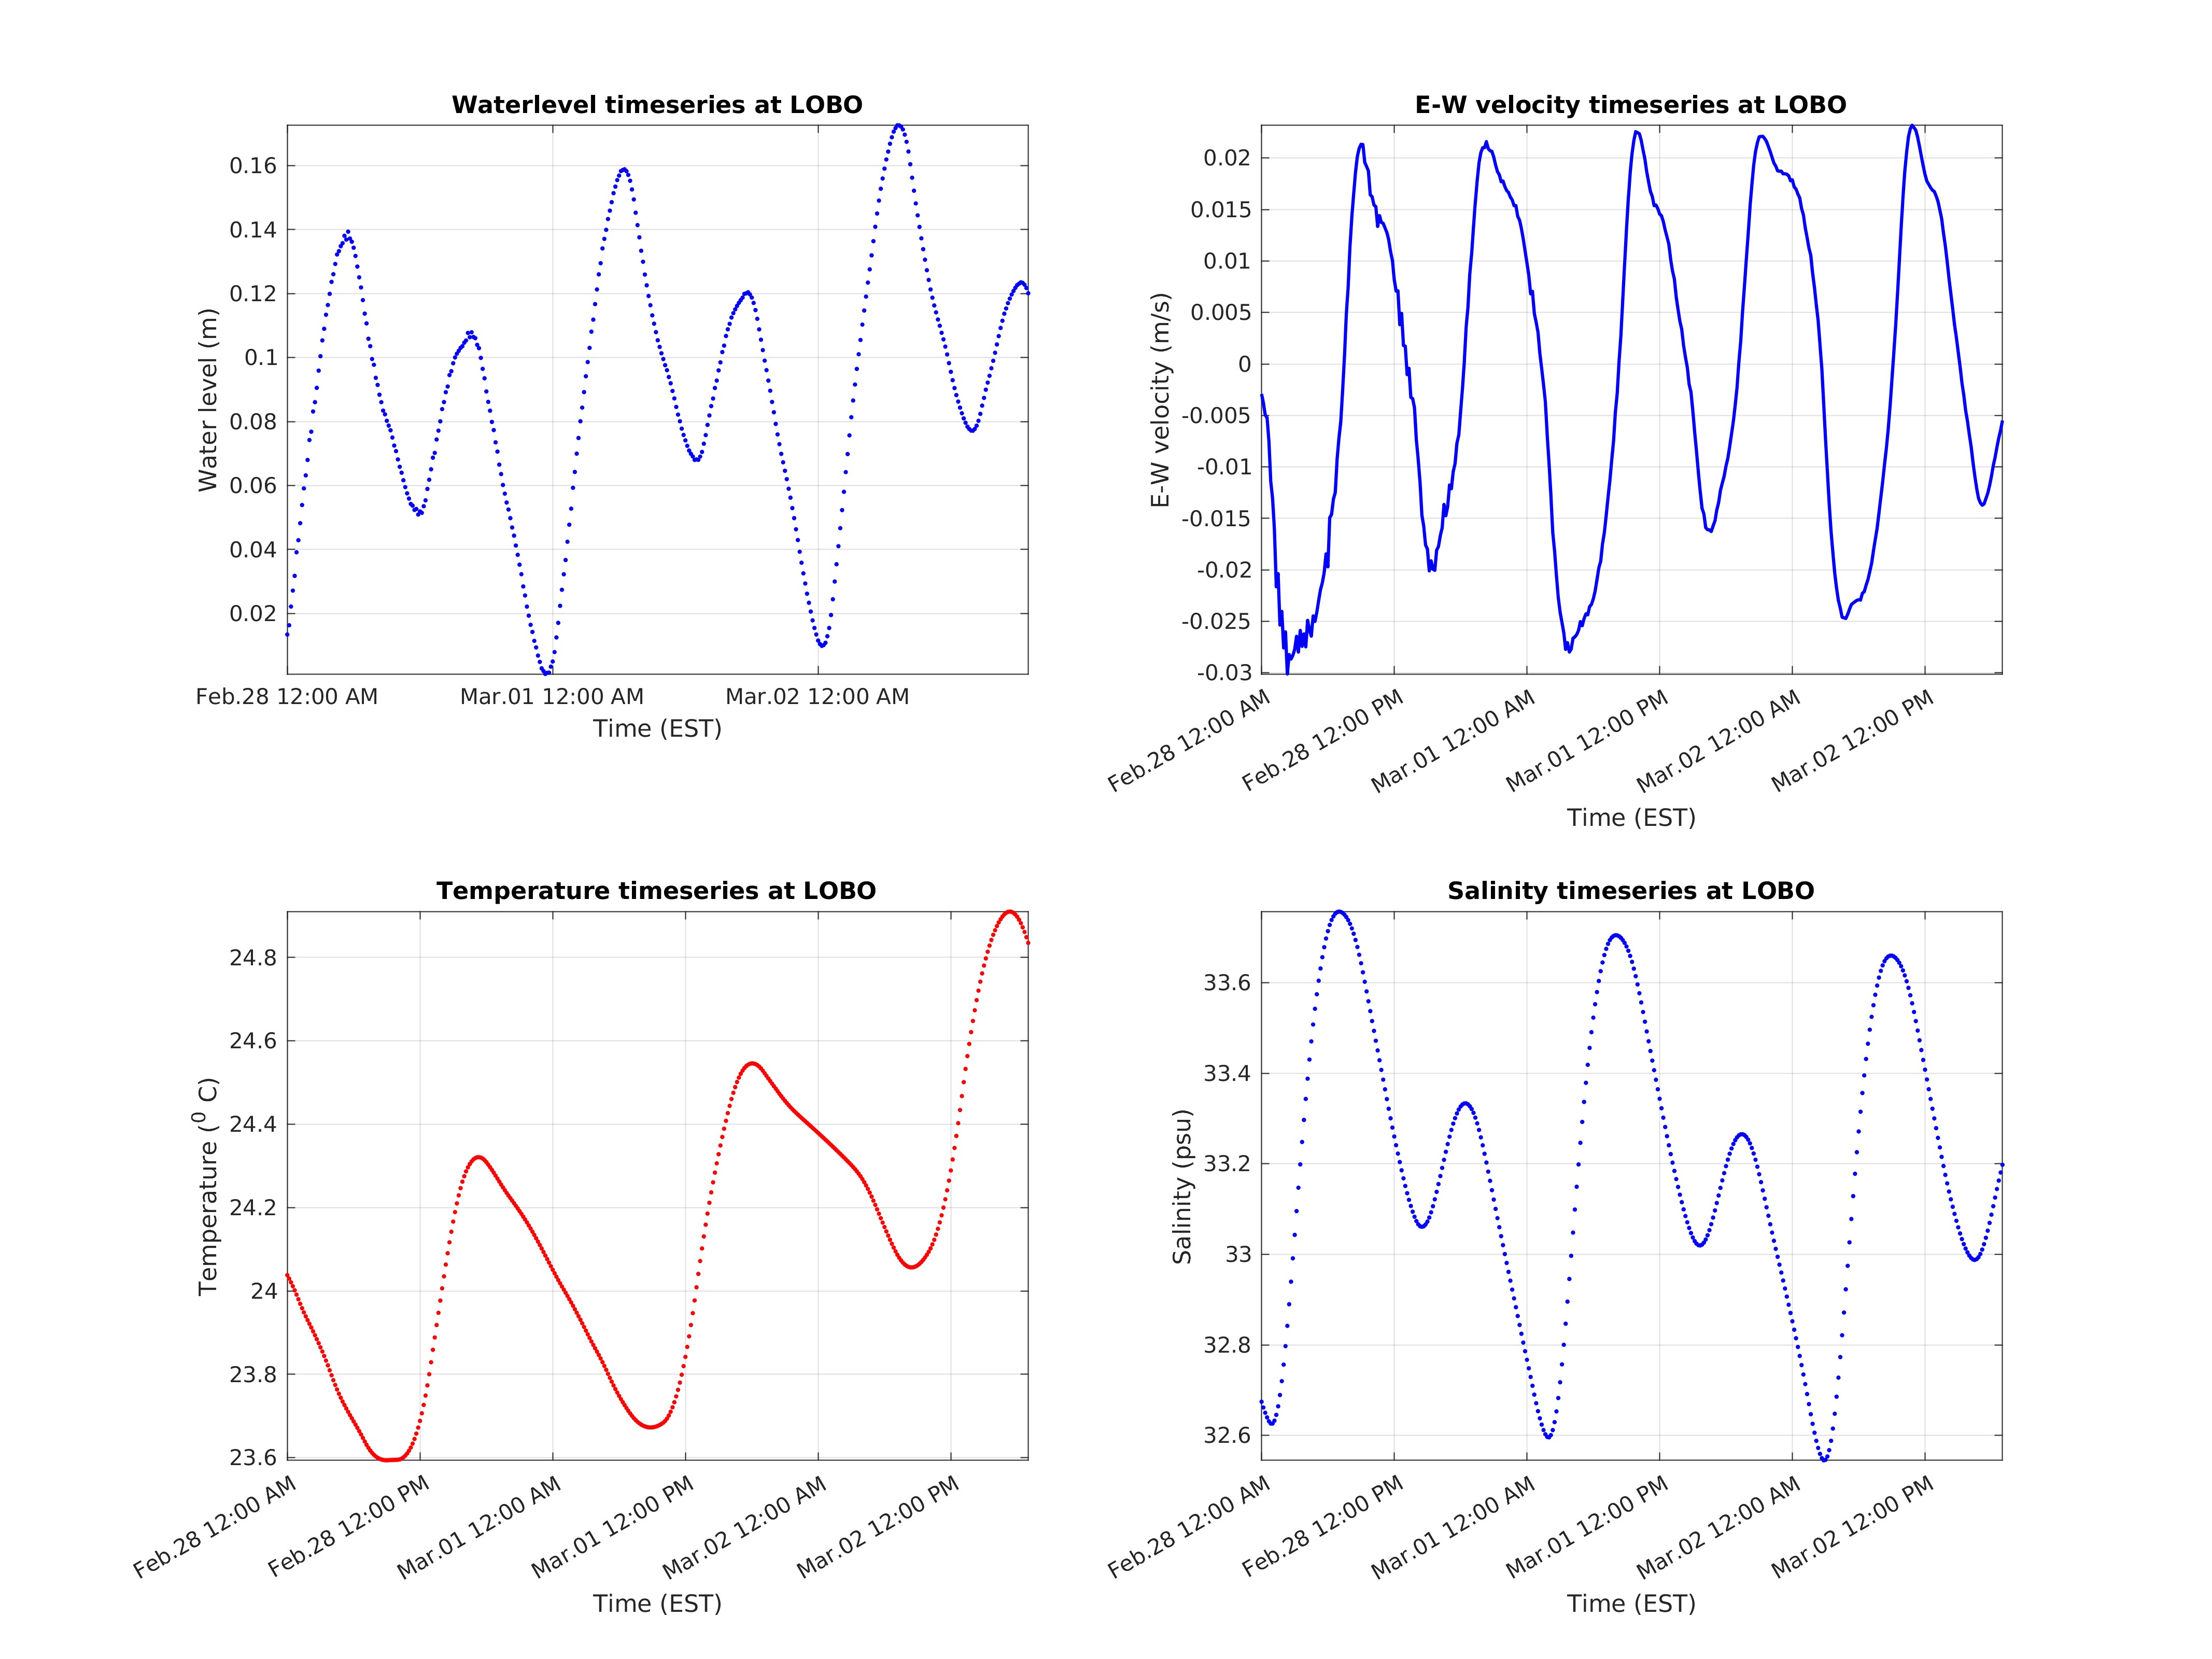 Waterlevel timeseries at LOBO
Water level (m)
0.16
0.14
0.12
0.1
0.08
0.06
0.04
0.02
Feb.28 12:00 AM
Mar.01 12:00 AM
Mar.02 12:00 AM
Time (EST)
E-W velocity timeseries at LOBO
E-W velocity (m/s)
0.02
0.015
0.01
0.005
0
-0.005
-0.01
-0.015
-0.02
-0.025
-0.03
Feb.28 12:00 AM
Feb.28 12:00 PM
Mar.01 12:00 AM
Mar.01 12:00 PM
Mar.02 12:00 AM
Mar.02 12:00 PM
Time (EST)
Temperature timeseries at LOBO
Temperature (⁰ C)
24.8
24.6
24.4
24.2
24
23.8
23.6
Feb.28 12:00 AM
Feb.28 12:00 PM
Mar.01 12:00 AM
Mar.01 12:00 PM
Mar.02 12:00 AM
Mar.02 12:00 PM
Time (EST)
Salinity timeseries at LOBO
Salinity (psu)
33.6
33.4
33.2
33
32.8
32.6
Feb.28 12:00 AM
Feb.28 12:00 PM
Mar.01 12:00 AM
Mar.01 12:00 PM
Mar.02 12:00 AM
Mar.02 12:00 PM
Time (EST)